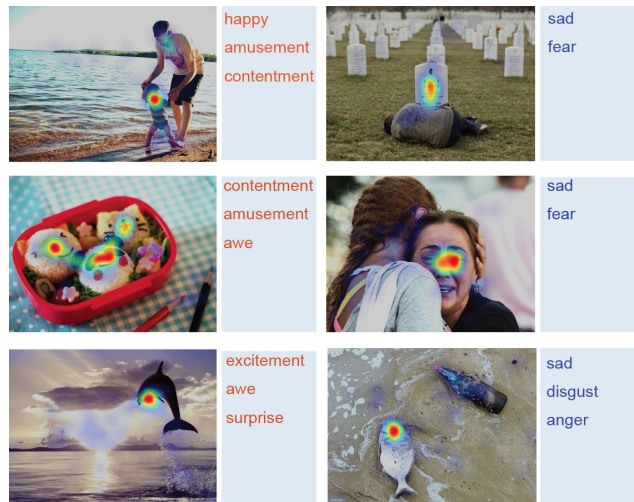 happy
amusement
contentment
sad
fear
contentment
amusement
awe
sad
fear
excitement
awe
surprise
sad
disgust
anger